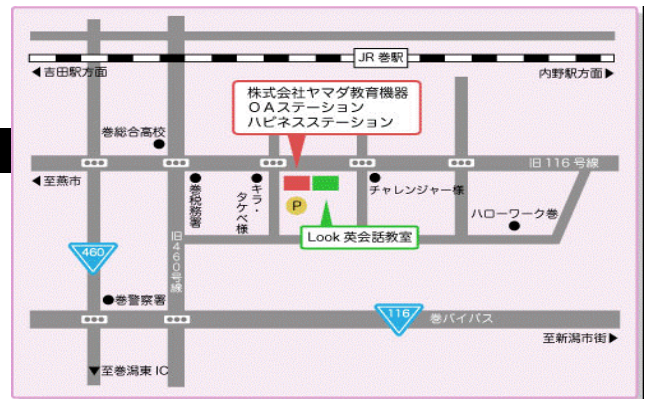 JR 巻駅
◀吉田駅方面
内野駅方面▶
株式会社ヤマダ教育機器
OAステーション
ハピネスステーション
巻総合高校
旧116号線
◀至燕市
巻税務署
キラ・
タケベ様
P
チャレンジャー様
ハローワーク巻
Look 英会話教室
旧460号線
460
巻警察署
116
巻バイパス
至新潟市街▶
▼至巻潟東IC